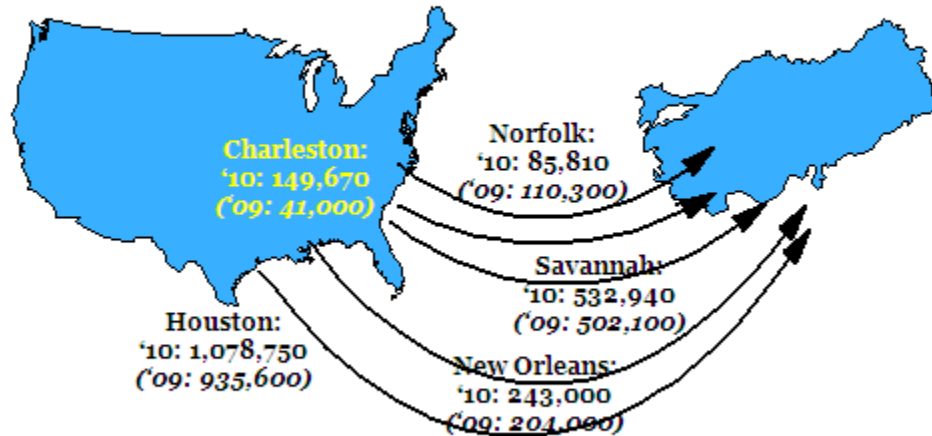 Norfolk:
‘10: 85,810
(‘09: 110,300)
Charleston:
‘10: 149,670
(‘09: 41,000)
Savannah:
‘10: 532,940
(‘09: 502,100)
Houston:
‘10: 1,078,750
(‘09: 935,600)
New Orleans:
‘10: 243,000
(‘09: 204,000)